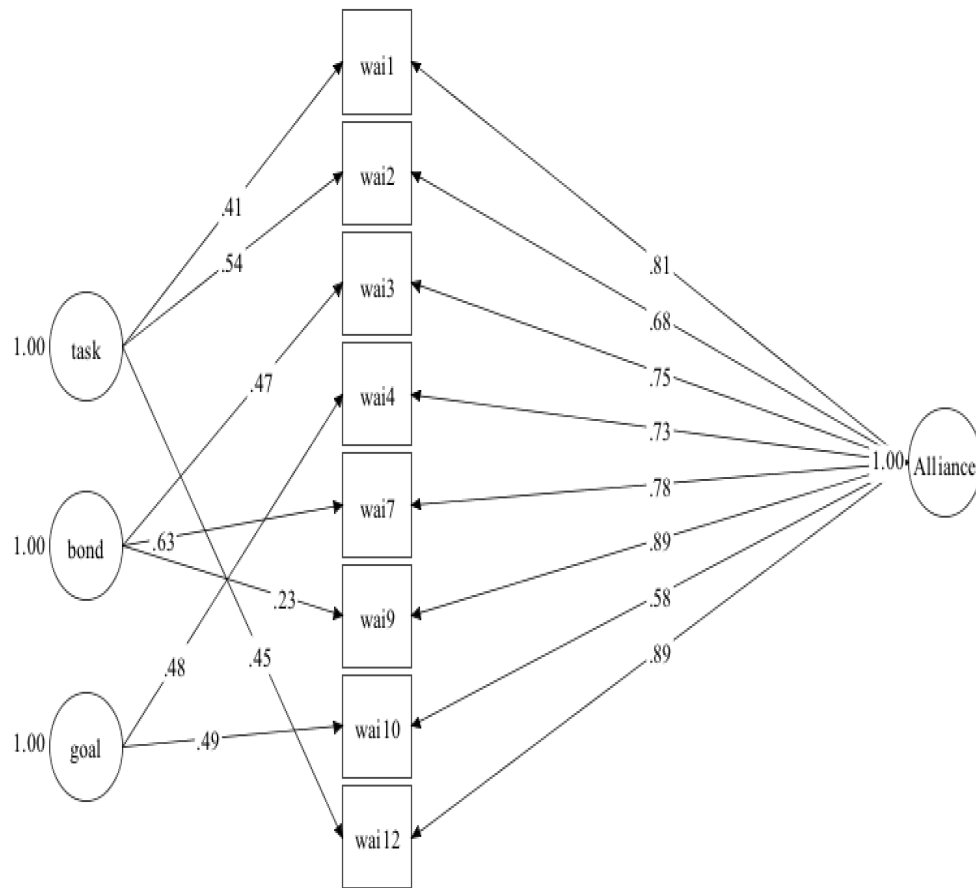 wai1
wai2
.41
.54
.81
wai3
.68
1.00
task
.75
.47
wai4
.73
1.00
Alliance
.78
wai7
1.00
bond
.63
.89
.23
.58
wai9
.48
.45
.89
wai10
1.00
goal
.49
wai12